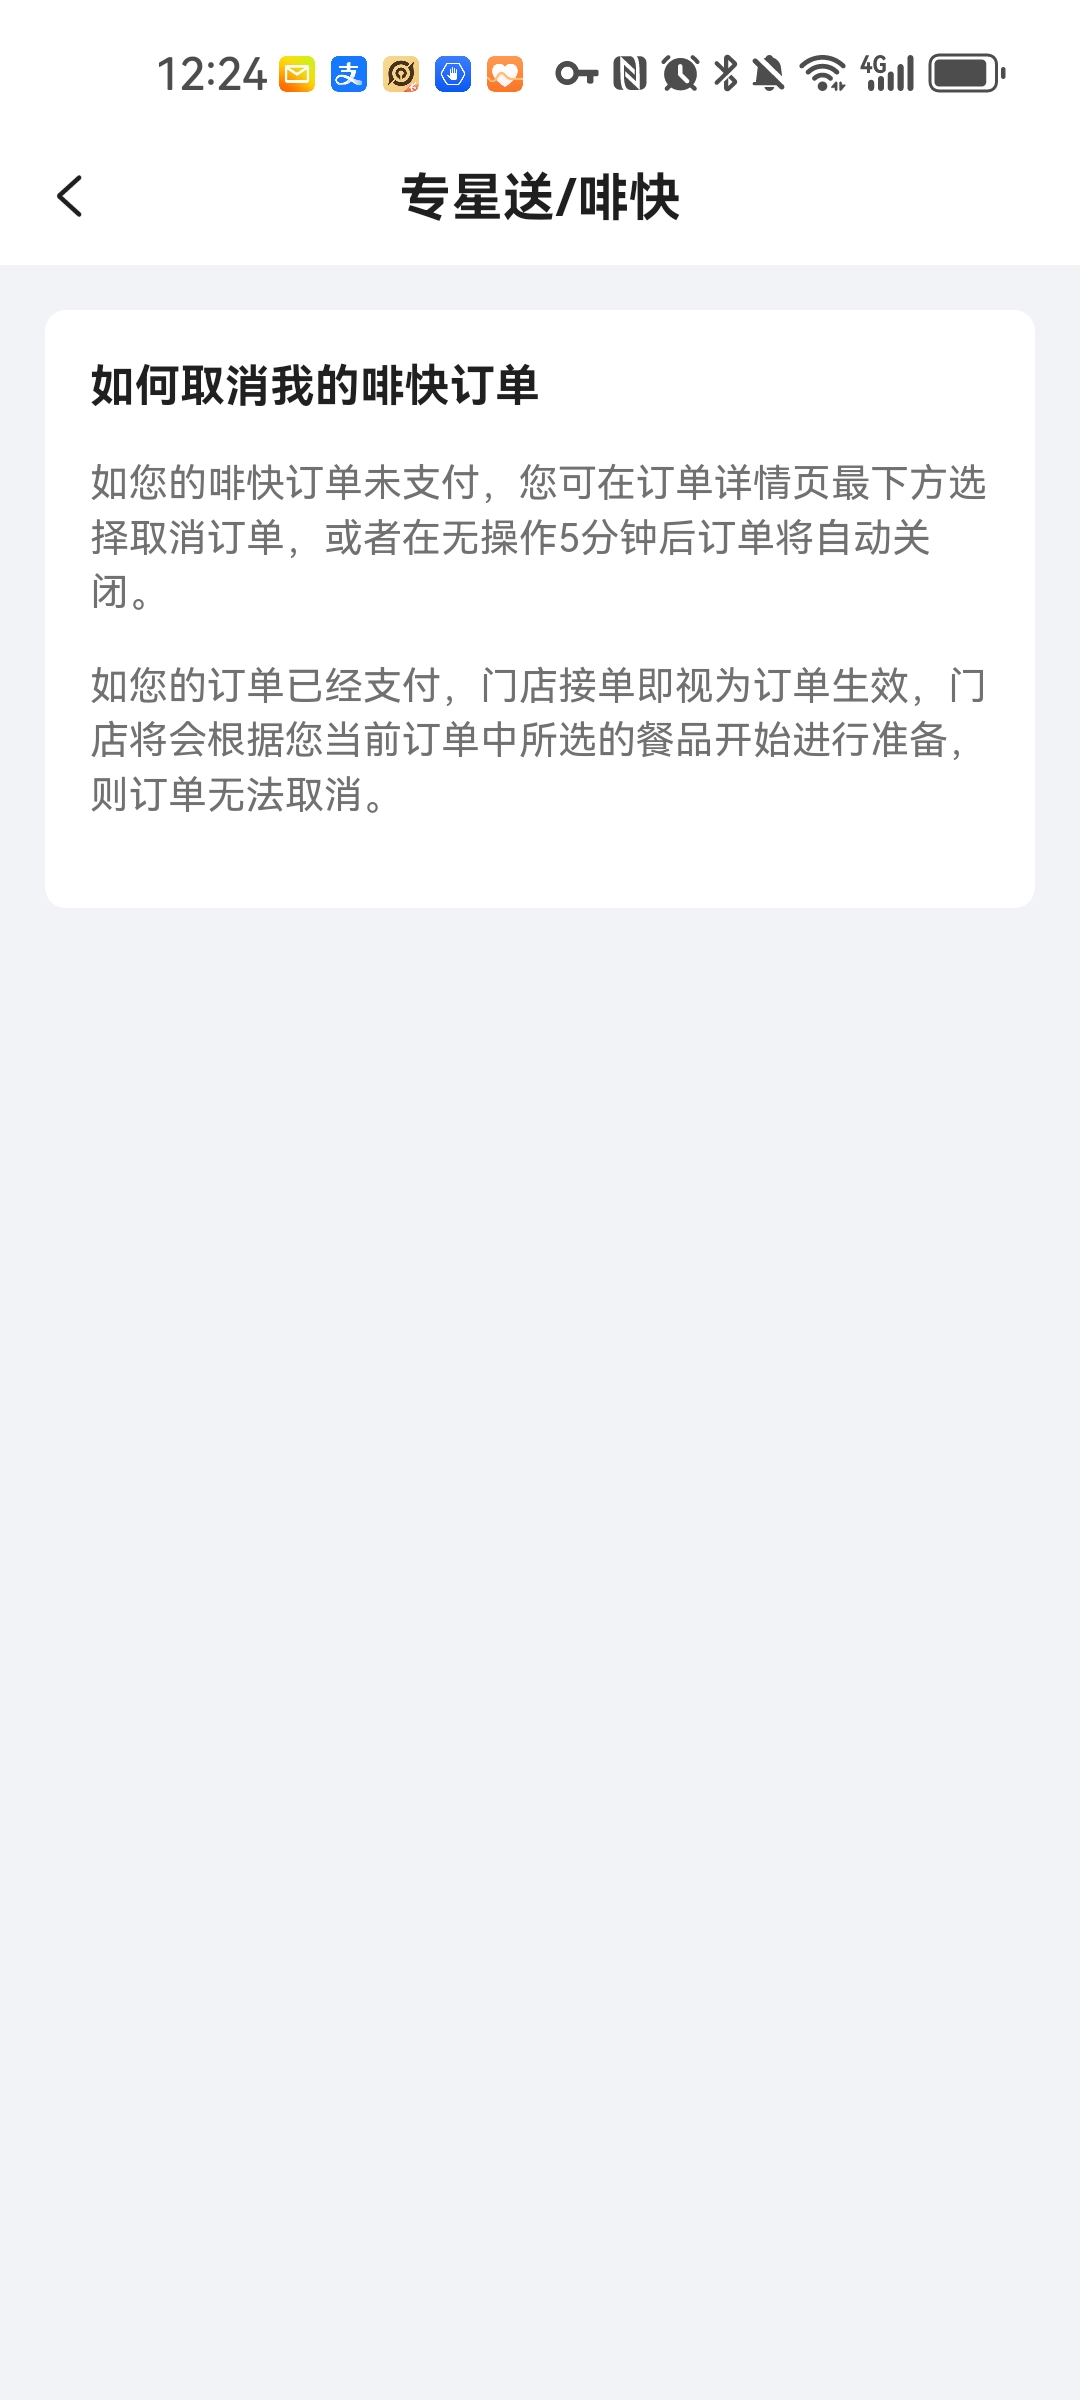 12:24
支
4G
专星送/啡快
如何取消我的啡快订单
如您的啡快订单未支付，您可在订单详情页最下方选
择取消订单，或者在无操作5分钟后订单将自动关
闭。
如您的订单已经支付，门店接单即视为订单生效，门
店将会根据您当前订单中所选的餐品开始进行准备，
则订单无法取消。